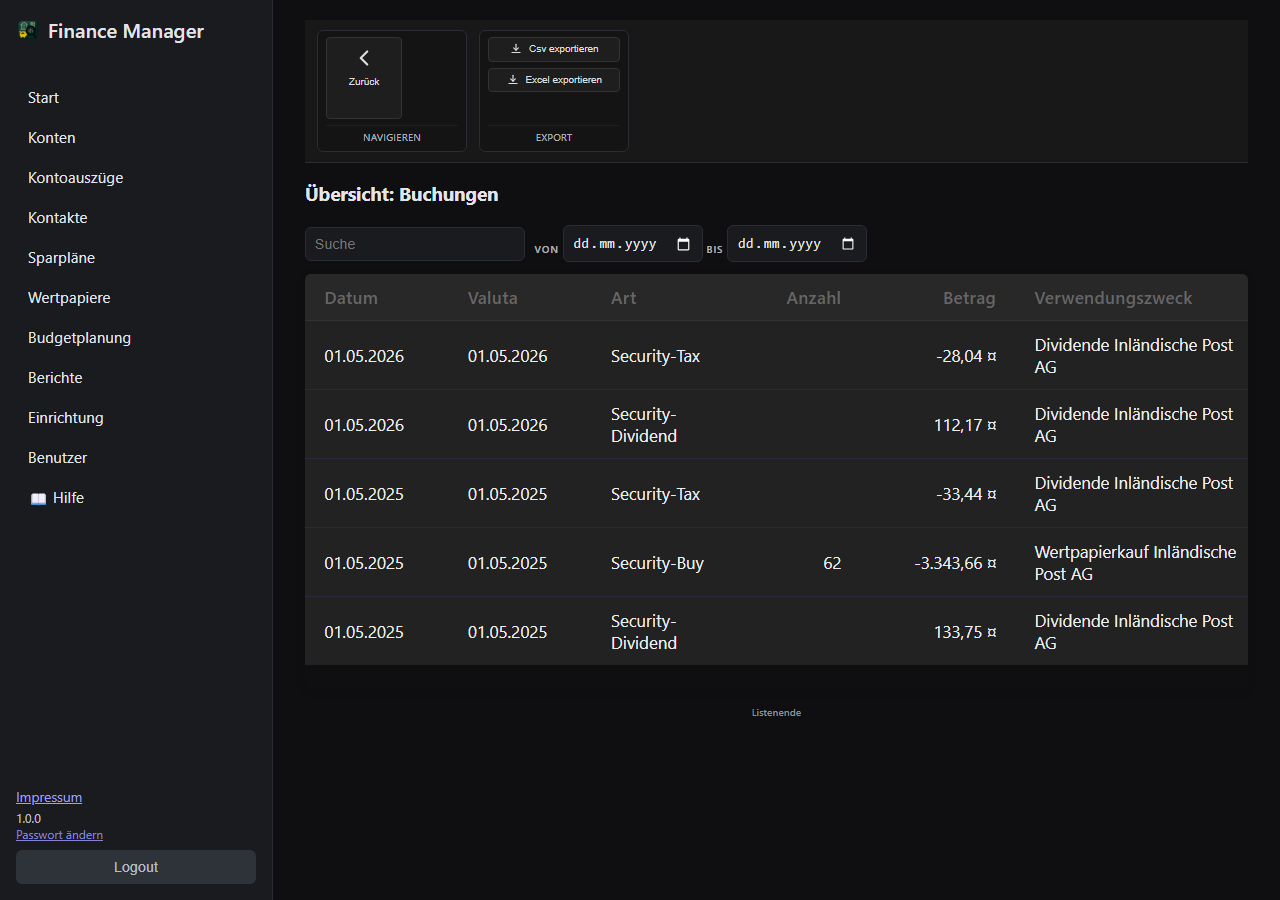 Finance Manager
Start
Konten
Kontoauszüge
Kontakte
Sparpläne
Wertpapiere
Budgetplanung
Berichte
Einrichtung
Benutzer
Hilfe
Impressum
1.0.0
Passwort ändern
Logout
Zurück
NAVIGIEREN
Csv exportieren
Excel exportieren
EXPORT
Übersicht: Buchungen
Suche VON dd.mm.yyyy BIS dd.mm.yyyy
Datum Valuta Art Anzahl Betrag Verwendungszweck
01.05.2026 01.05.2026 Security-Tax -28,04 ¤ Dividende Inländische Post
AG
01.05.2026 01.05.2026 Security-
Dividend 112,17 ¤ Dividende Inländische Post
AG
01.05.2025 01.05.2025 Security-Tax -33,44 ¤ Dividende Inländische Post
AG
01.05.2025 01.05.2025 Security-Buy 62 -3.343,66 ¤ Wertpapierkauf Inländische
Post AG
01.05.2025 01.05.2025 Security-
Dividend 133,75 ¤ Dividende Inländische Post
AG
Listenende